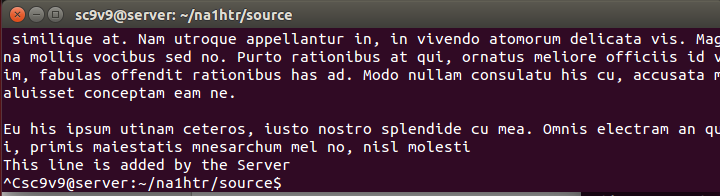 sc9v9@server: ~/na1htr/source
similique at. Nam utroque appellantur in, in vivendo atomorum delicata vis. Mag
na mollis vocibus sed no. Purto rationibus at qui, ornatus meliore officiis id v
im, fabulas offendit rationibus has ad. Modo nullam consulatu his cu, accusata m
aluisset conceptam eam ne.

Eu his ipsum utinam ceteros, iusto nostro splendide cu mea. Omnis electram an qu
i, primis maiestatis mnesarchum mel no, nisl molesti
This line is added by the Server
^Csc9v9@server:~/na1htr/source$